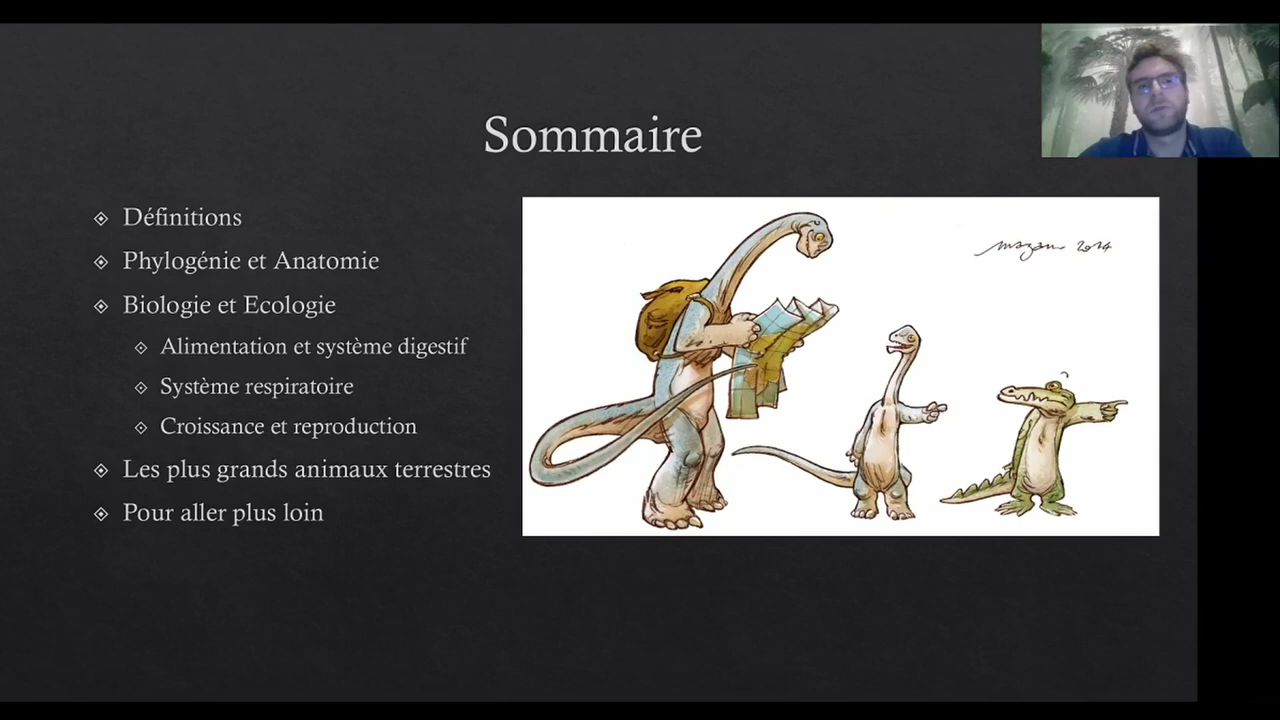 Sommaire
Définitions
Phylogénie et Anatomie
Biologie et Ecologie
Alimentation et système digestif
Système respiratoire
Croissance et reproduction
Les plus grands animaux terrestres
Pour aller plus loin
2014